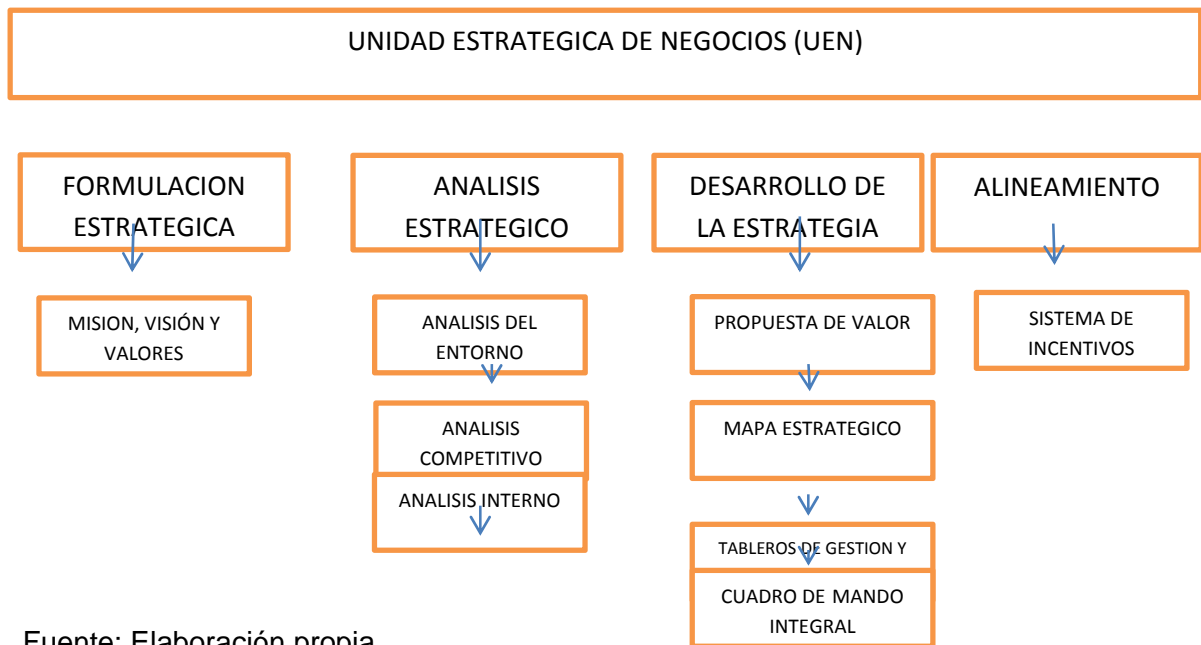 UNIDAD ESTRATEGICA DE NEGOCIOS (UEN)
FORMULACION
ESTRATEGICA
ANALISIS
ESTRATEGICO
DESARROLLO DE
LA ESTRATEGIA
ALINEAMIENTO
MISION, VISIÓN Y
VALORES
ANALISIS DEL
ENTORNO
ANALISIS
COMPETITIVO
ANALISIS INTERNO
PROPUESTA DE VALOR
MAPA ESTRATEGICO
TABLEROS DE GESTION Y
CUADRO DE MANDO
INTEGRAL
SISTEMA DE
INCENTIVOS
Fuente: Elaboración propia